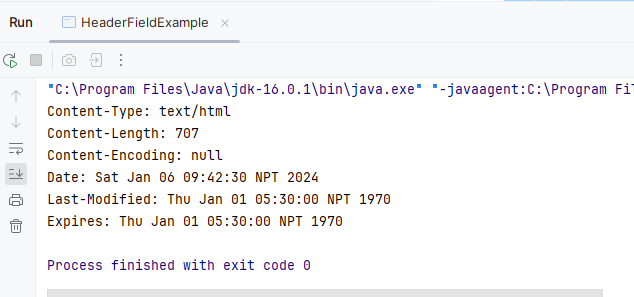 Run HeaderFieldExample
"C:\Program Files\Java\jdk-16.0.1\bin\java.exe" "-javaagent:C:\Program Fil
Content-Type: text/html
Content-Length: 707
Content-Encoding: null
Date: Sat Jan 06 09:42:30 NPT 2024
Last-Modified: Thu Jan 01 05:30:00 NPT 1970
Expires: Thu Jan 01 05:30:00 NPT 1970
Process finished with exit code 0